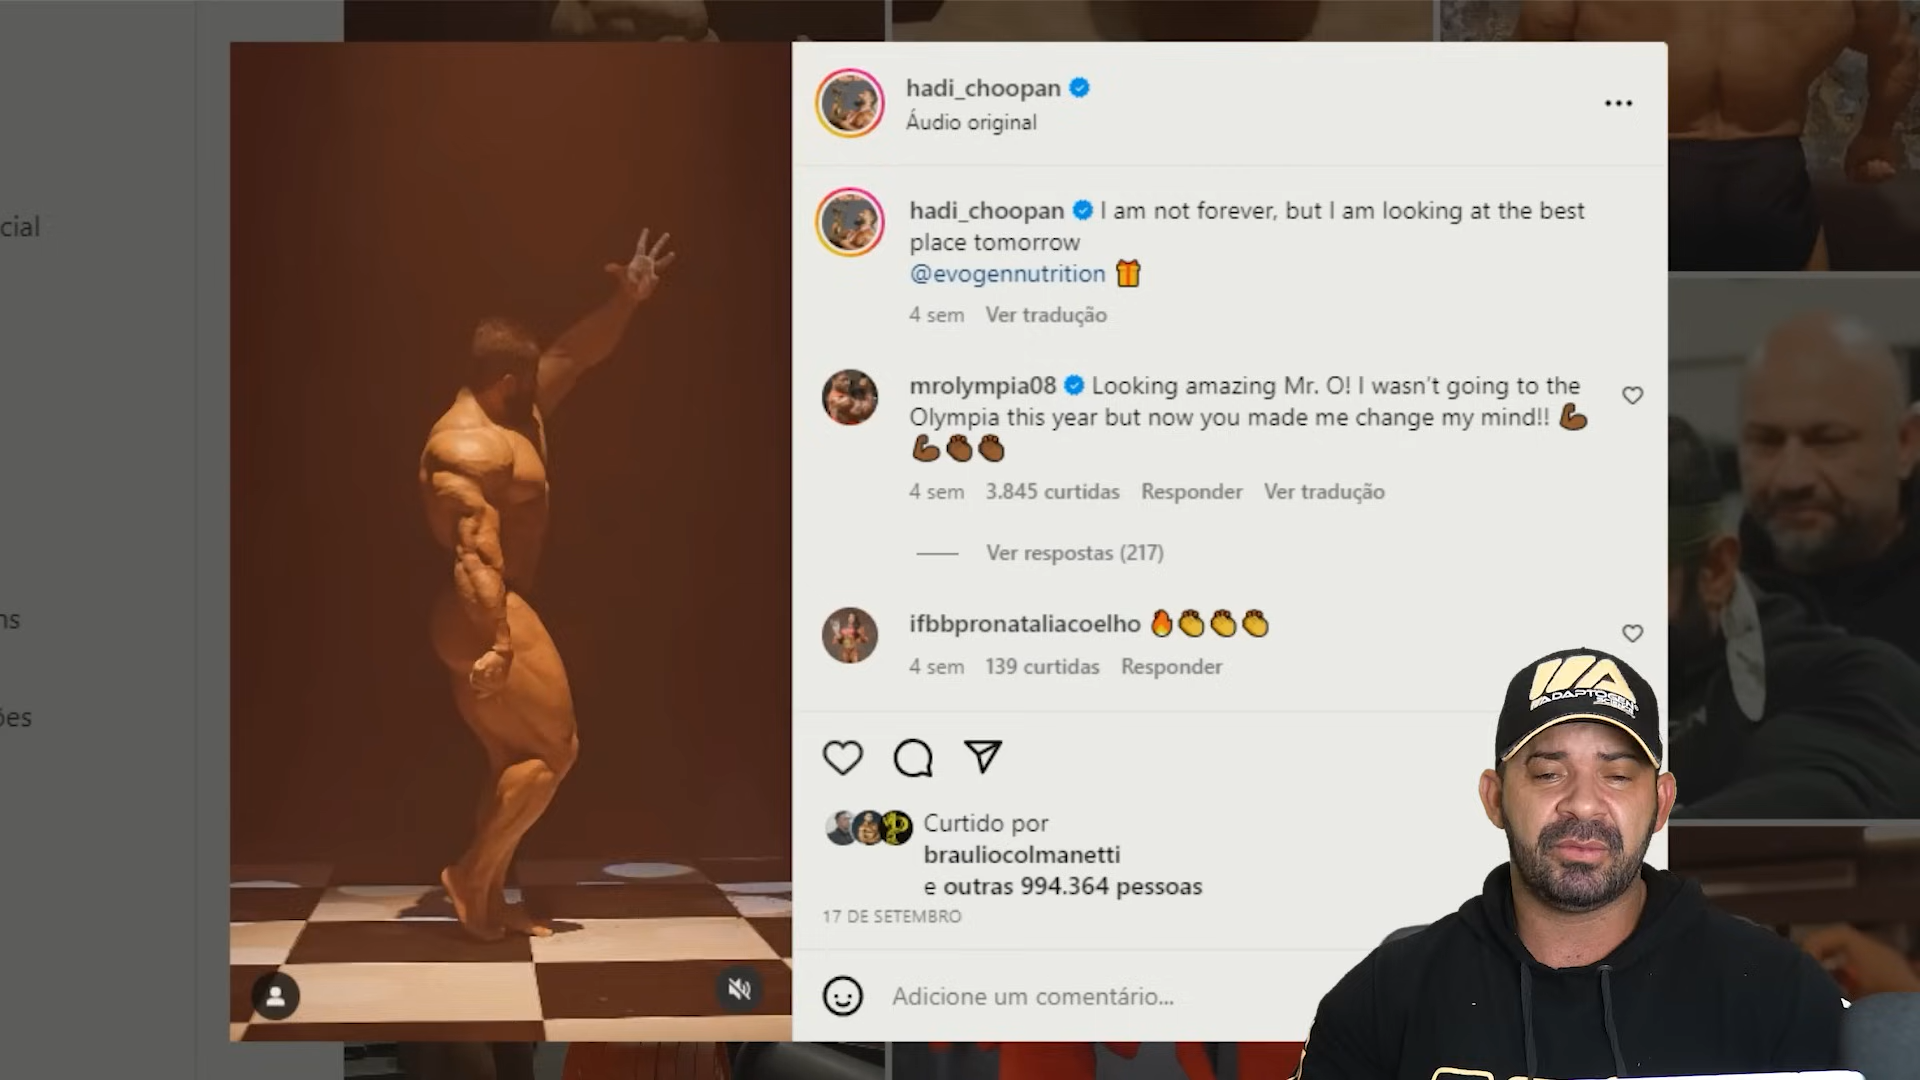 cial
ns
ões
hadi_choopan
Áudio original
hadi_choopan I am not forever, but I am looking at the best
place tomorrow
@evogennutrition 🎁
4 sem Ver tradução
mrolympia08 Looking amazing Mr. O! I wasn't going to the
Olympia this year but now you made me change my mind!! 💪🏾
💪🏾👏🏾👏🏾
4 sem 3.845 curtidas Responder Ver tradução
Ver respostas (217)
ifbbpronataliacoelho 🔥👏👏👏
4 sem 139 curtidas Responder
Curtido por
brauliocolmanetti
e outras 994.364 pessoas
17 DE SETEMBRO
Adicione um comentário...
ADAPTOGEN
SCIENCE